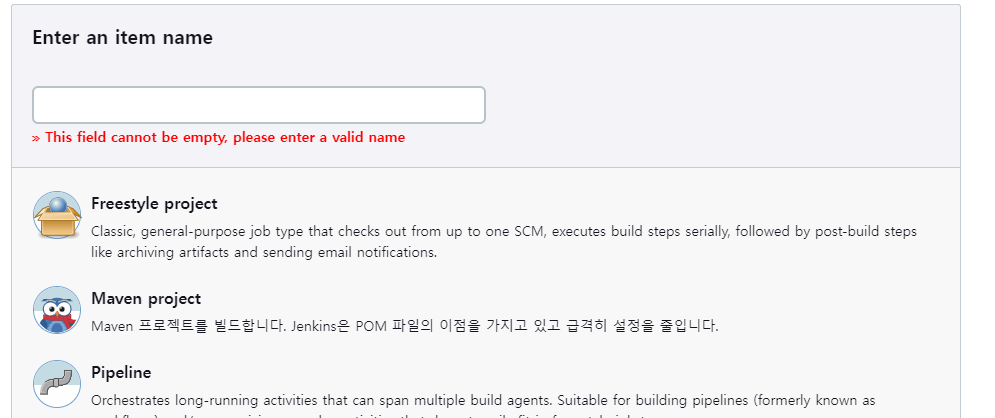 Enter an item name
» This field cannot be empty, please enter a valid name
Freestyle project
Classic, general-purpose job type that checks out from up to one SCM, executes build steps serially, followed by post-build steps
like archiving artifacts and sending email notifications.
Maven project
Maven 프로젝트를 빌드합니다. Jenkins은 POM 파일의 이점을 가지고 있고 급격히 설정을 줄입니다.
Pipeline
Orchestrates long-running activities that can span multiple build agents. Suitable for building pipelines (formerly known as